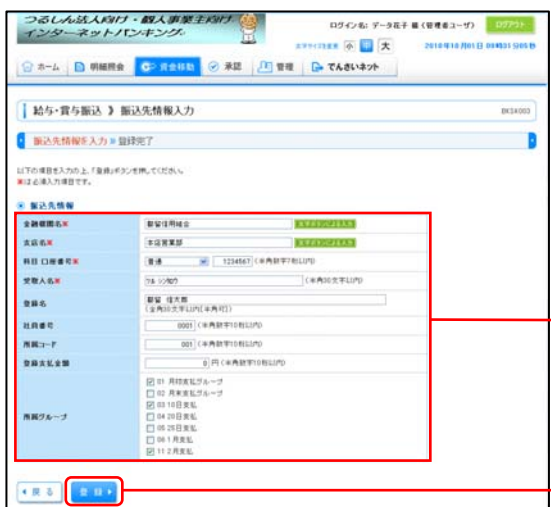 つるしん法人向け・個人事業主向け
インターネットバンキング
ログイン名: データ花子 様 (管理者ユーザ)
ログアウト
文字サイズ変更 小 中 大
2010年10月01日 09時31分05秒
ホーム 明細照会 資金移動 承認 管理 でんさいネット
給与・賞与振込 》 振込先情報入力
BKSK003
振込先情報を入力 » 登録完了
以下の項目を入力の上、「登録」ボタンを押してください。
※は必須入力項目です。
振込先情報
金融機関名※ 都留信用組合 文字ボタンによる入力
支店名※ 本店営業部 文字ボタンによる入力
科目 口座番号※ 普通 1234567 (半角数字7桁以内)
受取人名※ ツル シンタロウ (半角30文字以内)
登録名 都留 信太郎
(全角30文字以内[半角可])
社員番号 0001 (半角数字10桁以内)
所属コード 001 (半角数字10桁以内)
登録支払金額 0 円 (半角数字10桁以内)
所属グループ
01 月初支払グループ
02 月末支払グループ
03 10日支払
04 20日支払
05 25日支払
06 1月支払
11 2月支払
戻 る 登 録